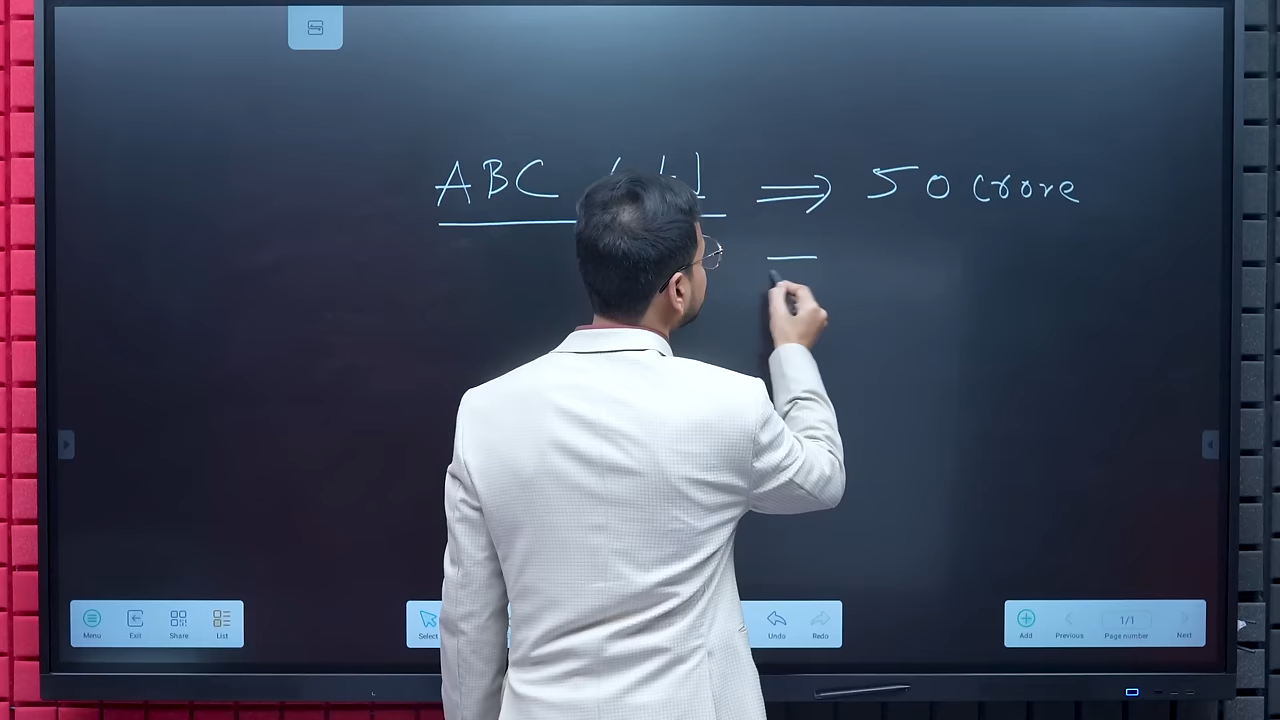 ABC ⇒ 50 crore
Menu Exit Share List Select Undo Redo Add Previous 1/1 Page number Next